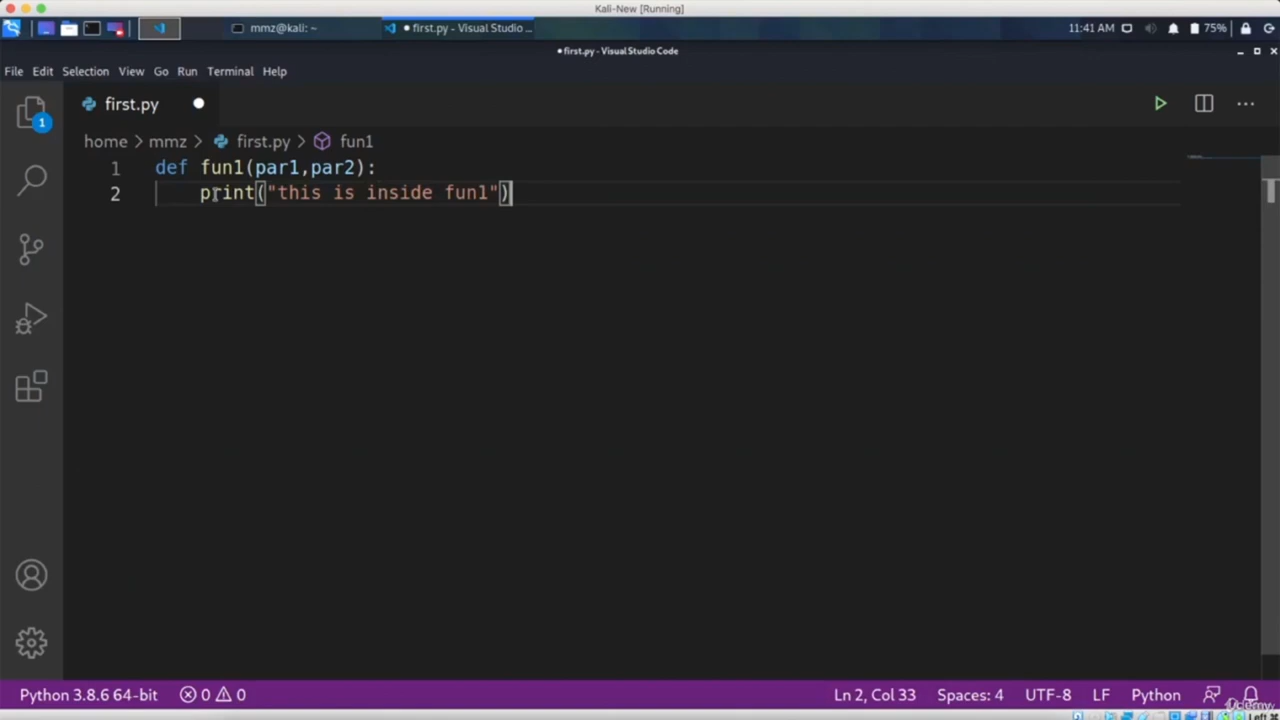 Kali-New [Running]
mmz@kali: ~
● first.py - Visual Studio ...
11:41 AM
75%
●first.py - Visual Studio Code
File Edit Selection View Go Run Terminal Help
first.py
1
home > mmz > first.py > fun1
1 def fun1(par1,par2):
2 print("this is inside fun1")
Python 3.8.6 64-bit 0 0 Ln 2, Col 33 Spaces: 4 UTF-8 LF Python
Udemy
Left ⌘